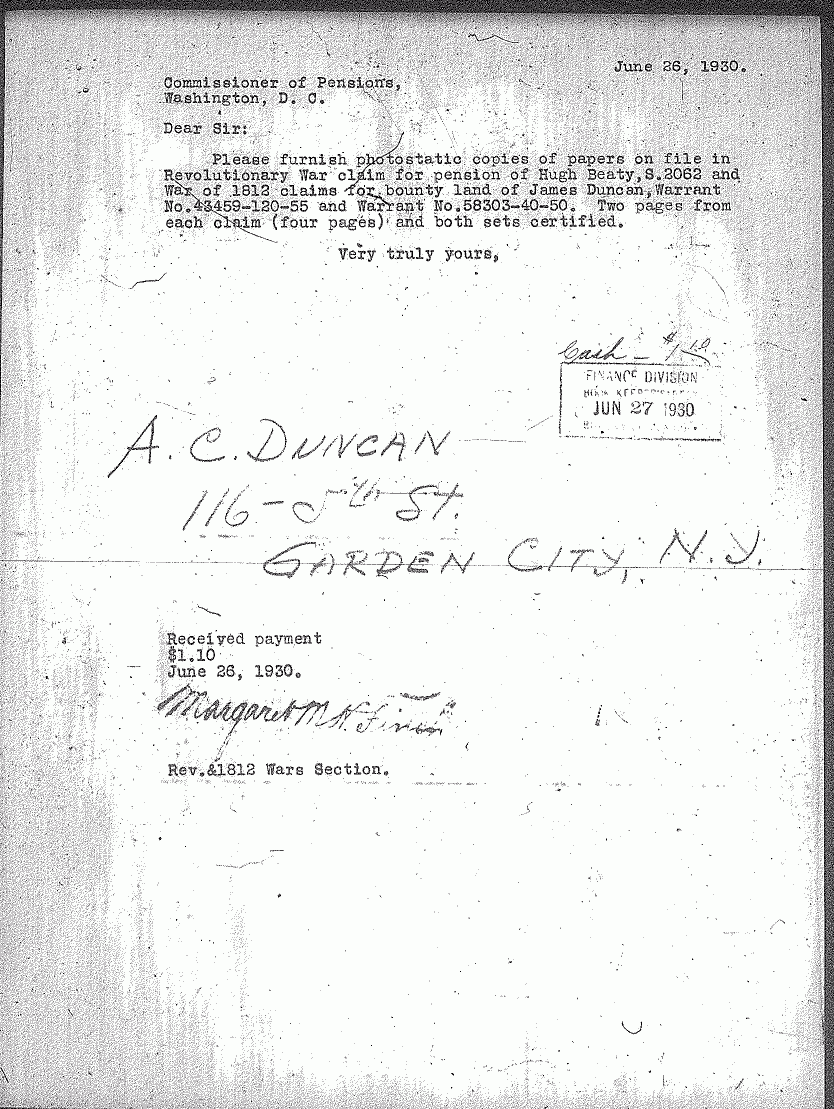 June 26, 1930.
Commissioner of Pensions,
Washington, D. C.
Dear Sir:
Please furnish photostatic copies of papers on file in
Revolutionary War claim for pension of Hugh Beaty,S.2062 and
War of 1812 claims for bounty land of James Duncan,Warrant
No.43459-120-55 and Warrant No.58303-40-50. Two pages from
each claim (four pages) and both sets certified.
Very truly yours,
Cash - $1.10
FINANCE DIVISION
JUN 27 1930
A. C. DUNCAN
116-5th St.
GARDEN CITY, N.Y.
Received payment
$1.10
June 26, 1930.
Margaret M
Rev.&1812 Wars Section.